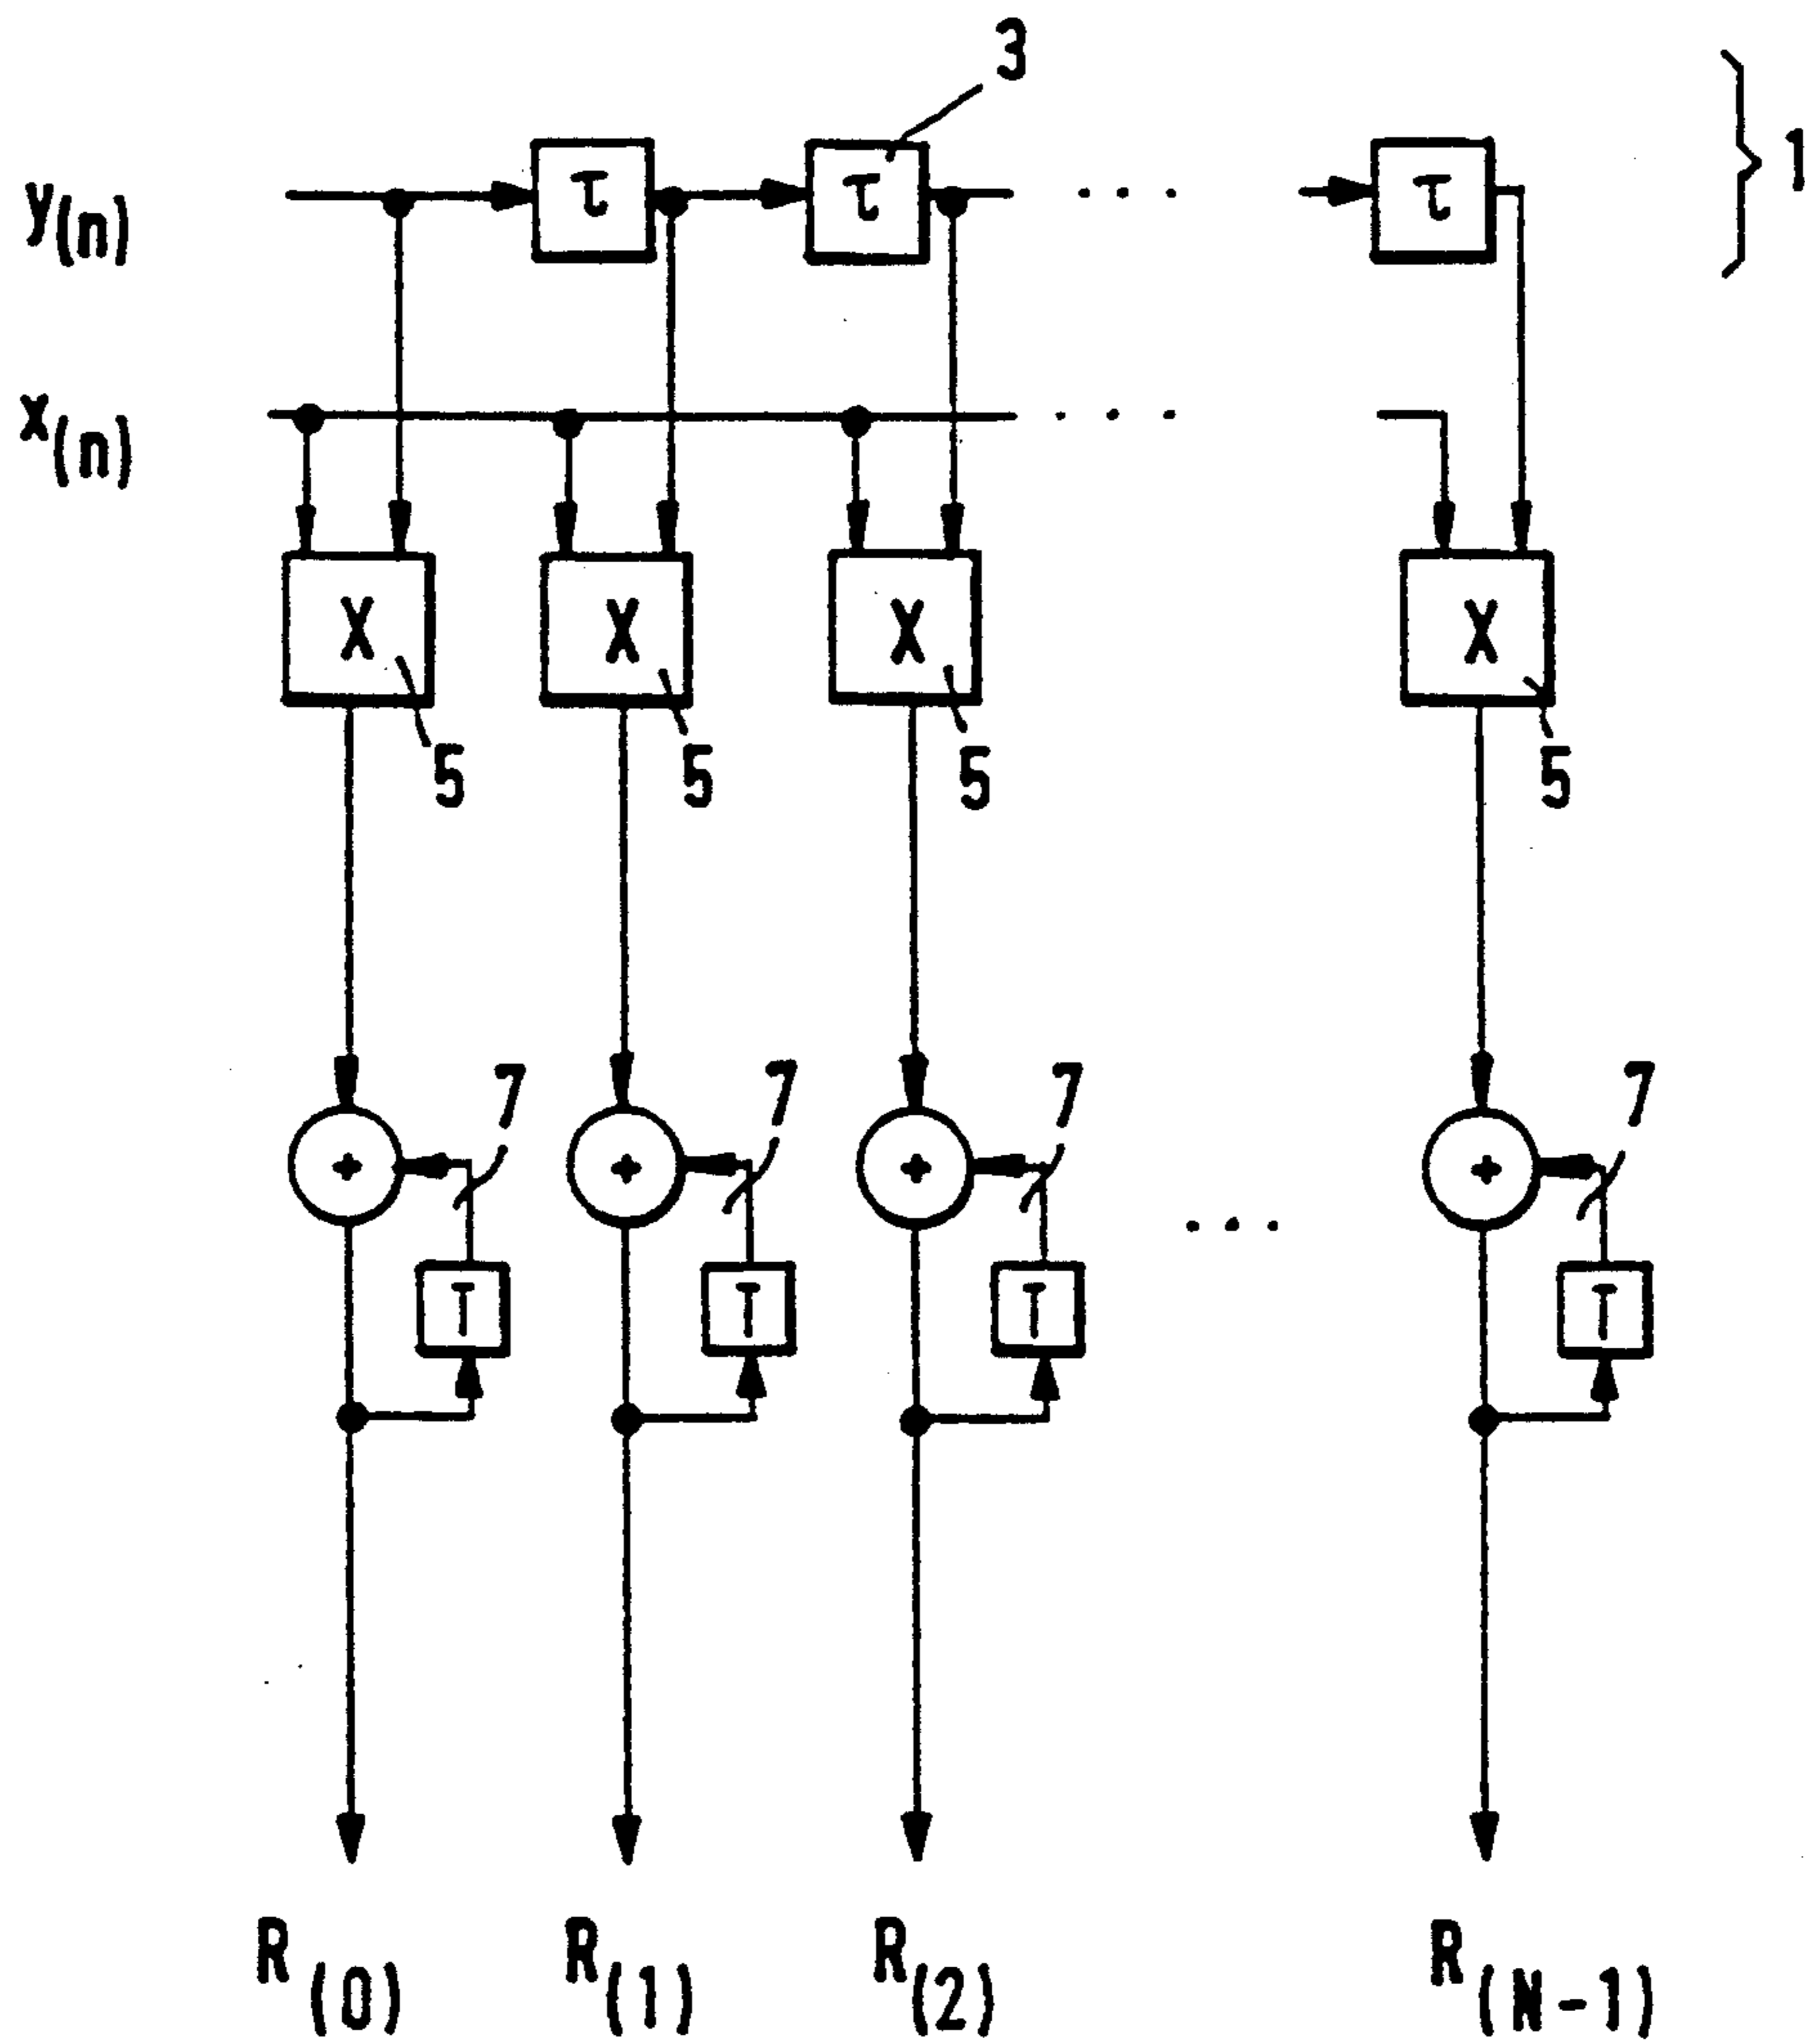 3
1
y(n) τ τ . . . τ
x(n) . . .
X X X X
5 5 5 5
7 7 7 7
+ + + . . . +
T T T T
R(0) R(1) R(2) R(N-1)